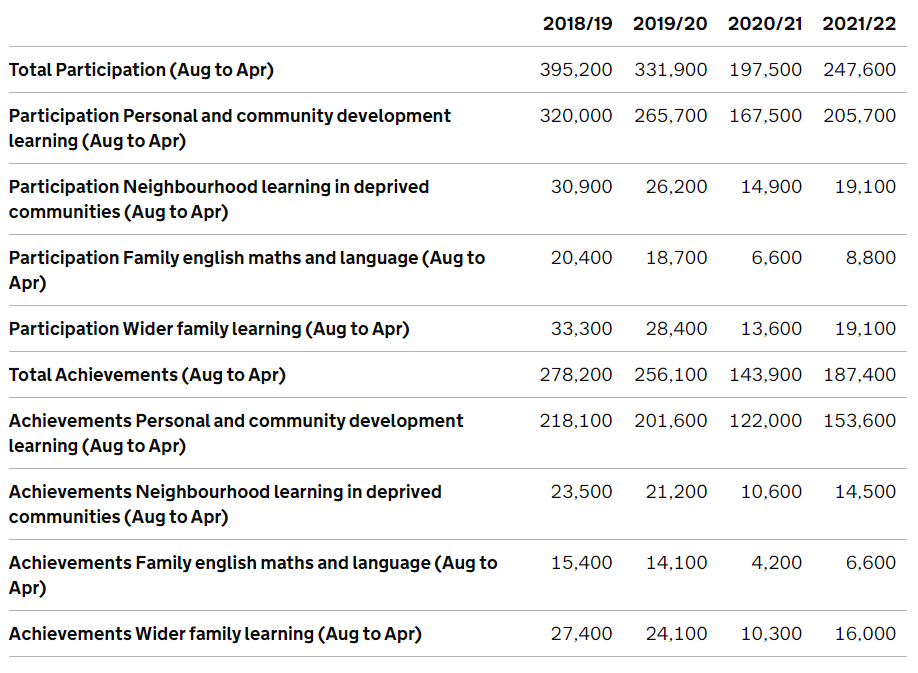 2018/19 2019/20 2020/21 2021/22
Total Participation (Aug to Apr) 395,200 331,900 197,500 247,600
Participation Personal and community development 320,000 265,700 167,500 205,700
learning (Aug to Apr)
Participation Neighbourhood learning in deprived 30,900 26,200 14,900 19,100
communities (Aug to Apr)
Participation Family english maths and language (Aug to 20,400 18,700 6,600 8,800
Apr)
Participation Wider family learning (Aug to Apr) 33,300 28,400 13,600 19,100
Total Achievements (Aug to Apr) 278,200 256,100 143,900 187,400
Achievements Personal and community development 218,100 201,600 122,000 153,600
learning (Aug to Apr)
Achievements Neighbourhood learning in deprived 23,500 21,200 10,600 14,500
communities (Aug to Apr)
Achievements Family english maths and language (Aug to 15,400 14,100 4,200 6,600
Apr)
Achievements Wider family learning (Aug to Apr) 27,400 24,100 10,300 16,000